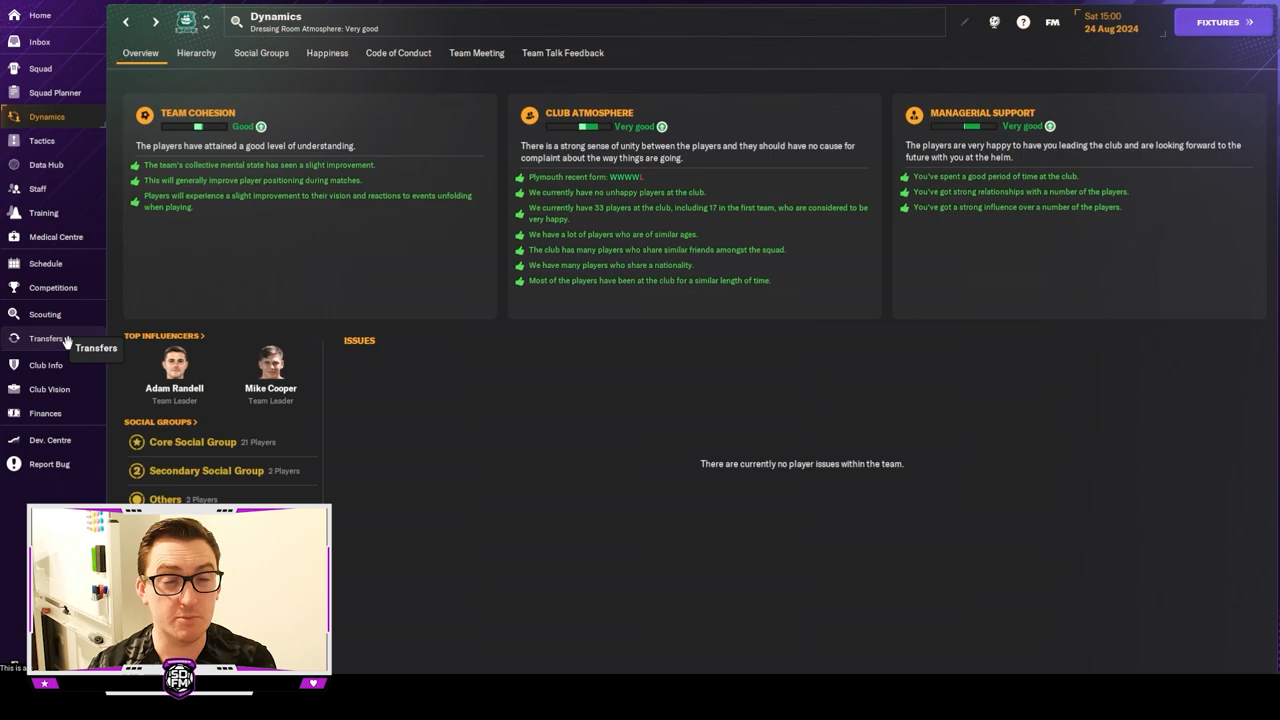 Home
Inbox
Squad
Squad Planner
Dynamics
Tactics
Data Hub
Staff
Training
Medical Centre
Schedule
Competitions
Scouting
Transfers
Transfers
Club Info
Club Vision
Finances
Dev. Centre
Report Bug
This is a
Dynamics
Dressing Room Atmosphere: Very good
FM
Sat 15:00
24 Aug 2024
FIXTURES
Overview
Hierarchy
Social Groups
Happiness
Code of Conduct
Team Meeting
Team Talk Feedback
TEAM COHESION
Good
The players have attained a good level of understanding.
The team's collective mental state has seen a slight improvement.
This will generally improve player positioning during matches.
Players will experience a slight improvement to their vision and reactions to events unfolding
when playing.
CLUB ATMOSPHERE
Very good
There is a strong sense of unity between the players and they should have no cause for
complaint about the way things are going.
Plymouth recent form: WWWWL
We currently have no unhappy players at the club.
We currently have 33 players at the club, including 17 in the first team, who are considered to be
very happy.
We have a lot of players who are of similar ages.
The club has many players who share similar friends amongst the squad.
We have many players who share a nationality.
Most of the players have been at the club for a similar length of time.
MANAGERIAL SUPPORT
Very good
The players are very happy to have you leading the club and are looking forward to the
future with you at the helm.
You've spent a good period of time at the club.
You've got strong relationships with a number of the players.
You've got a strong influence over a number of the players.
TOP INFLUENCERS >
Adam Randell
Team Leader
Mike Cooper
Team Leader
SOCIAL GROUPS >
Core Social Group 21 Players
2 Secondary Social Group 2 Players
Others 2 Players
ISSUES
There are currently no player issues within the team.
SD
FM